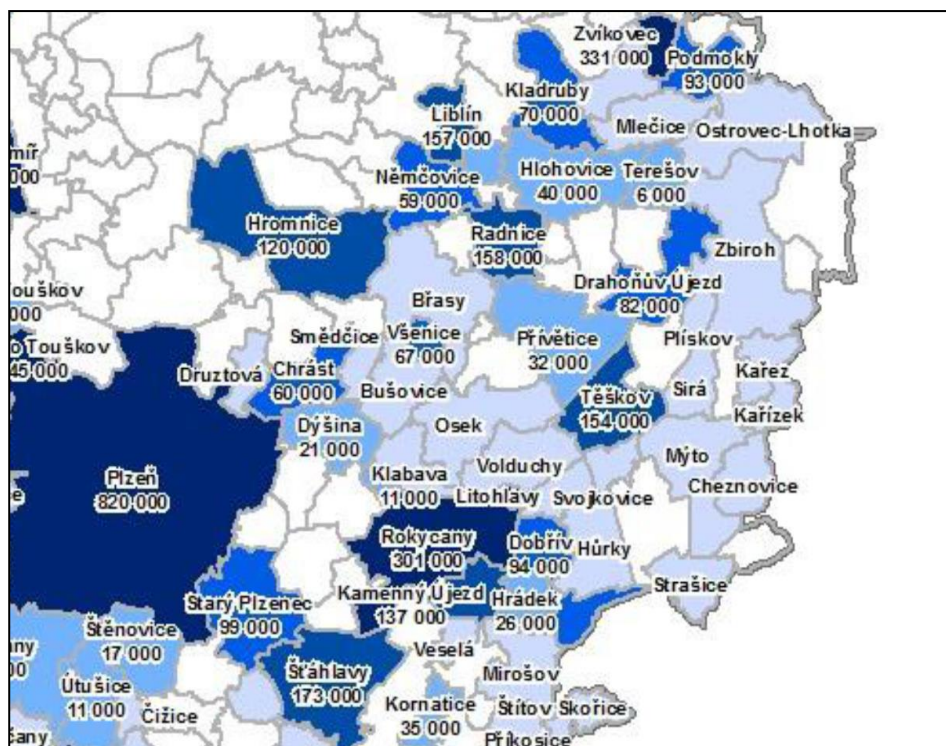 Zvíkovec
331 000
Podmokly
93 000
Kladruby
70 000
Liblín
157 000
Mlečice
Ostrovec-Lhotka
Němčovice
59 000
Hlohovice
40 000
Terešov
6 000
Hromnice
120 000
Radnice
158 000
Zbiroh
Drahoňův Újezd
82 000
Břasy
Smědčice
Všenice
67 000
Přívětice
32 000
Plískov
Touškov
45 000
Druztová
Chrást
60 000
Bušovice
Těškov
154 000
Sirá
Kařez
Kařízek
Dýšina
21 000
Osek
Plzeň
820 000
Klabava
11 000
Volduchy
Litohlavy
Svojkovice
Mýto
Cheznovice
Rokycany
301 000
Dobřív
94 000
Hůrky
Strašice
Starý Plzenec
99 000
Kamenný Újezd
137 000
Hrádek
26 000
Štěnovice
17 000
Veselá
Šťáhlavy
173 000
Mirošov
Útušice
11 000
Čižice
Kornatice
35 000
Štítov
Skořice
Příkosice